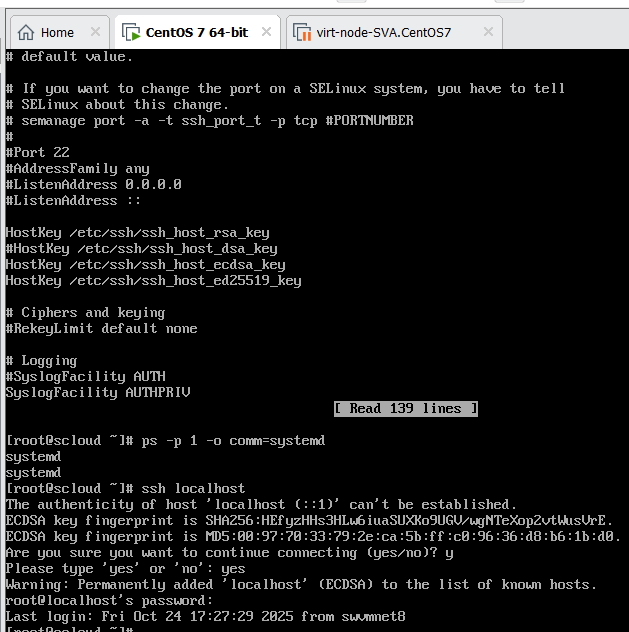 Home
CentOS 7 64-bit
virt-node-SVA.CentOS7
# default value.
# If you want to change the port on a SELinux system, you have to tell
# SELinux about this change.
# semanage port -a -t ssh_port_t -p tcp #PORTNUMBER
#
#Port 22
#AddressFamily any
#ListenAddress 0.0.0.0
#ListenAddress ::
HostKey /etc/ssh/ssh_host_rsa_key
#HostKey /etc/ssh/ssh_host_dsa_key
HostKey /etc/ssh/ssh_host_ecdsa_key
HostKey /etc/ssh/ssh_host_ed25519_key
# Ciphers and keying
#RekeyLimit default none
# Logging
#SyslogFacility AUTH
SyslogFacility AUTHPRIV
[ Read 139 lines ]
[root@scloud ~]# ps -p 1 -o comm=systemd
systemd
systemd
[root@scloud ~]# ssh localhost
The authenticity of host 'localhost (::1)' can't be established.
ECDSA key fingerprint is SHA256:HEfyzHHs3HLw6iuaSUXKo9UGV/wgNTeXop2vtWusVrE.
ECDSA key fingerprint is MD5:00:97:70:33:79:2e:ca:5b:ff:c0:96:36:d8:b6:1b:d0.
Are you sure you want to continue connecting (yes/no)? y
Please type 'yes' or 'no': yes
Warning: Permanently added 'localhost' (ECDSA) to the list of known hosts.
root@localhost's password:
Last login: Fri Oct 24 17:27:29 2025 from swvmnet8
[root@scloud ~]#